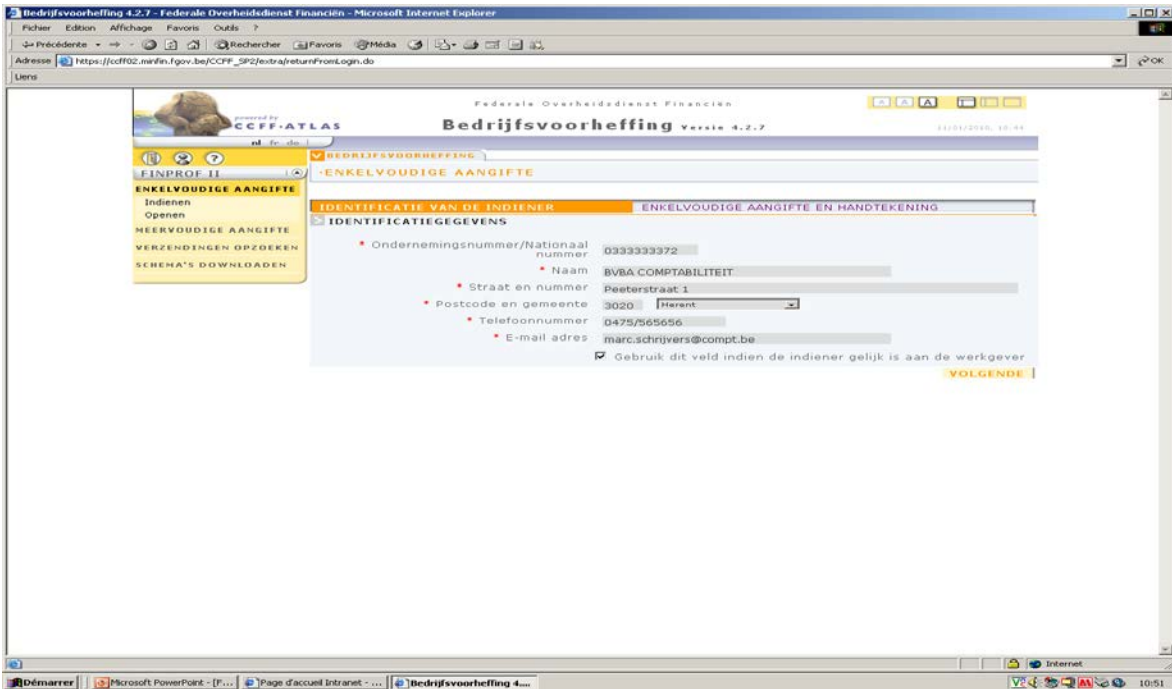 Bedrijfsvoorheffing 4.2.7 - Federale Overheidsdienst Financiën - Microsoft Internet Explorer
Fichier Edition Affichage Favoris Outils ?
Précédente Rechercher Favoris Média
Adresse https://ccff02.minfin.fgov.be/CCFF_SP2/extra/returnFromLogin.do OK
Liens
Federale Overheidsdienst Financiën A A A
powered by
CCFF-ATLAS Bedrijfsvoorheffing Versie 4.2.7
nl fr de
BEDRIJFSVOORHEFFING
FINPROF II
·ENKELVOUDIGE AANGIFTE
ENKELVOUDIGE AANGIFTE
Indienen
Openen
MEERVOUDIGE AANGIFTE
VERZENDINGEN OPZOEKEN
SCHEMA'S DOWNLOADEN
IDENTIFICATIE VAN DE INDIENER ENKELVOUDIGE AANGIFTE EN HANDTEKENING
IDENTIFICATIEGEGEVENS
* Ondernemingsnummer/Nationaal nummer 0333333372
* Naam BVBA COMPTABILITEIT
* Straat en nummer Peeterstraat 1
* Postcode en gemeente 3020 Herent
* Telefoonnummer 0475/565656
* E-mail adres marc.schrijvers@compt.be
Gebruik dit veld indien de indiener gelijk is aan de werkgever
VOLGENDE
Internet
Démarrer Microsoft PowerPoint - [F... Page d'accueil Intranet - ... Bedrijfsvoorheffing 4.... 10:51